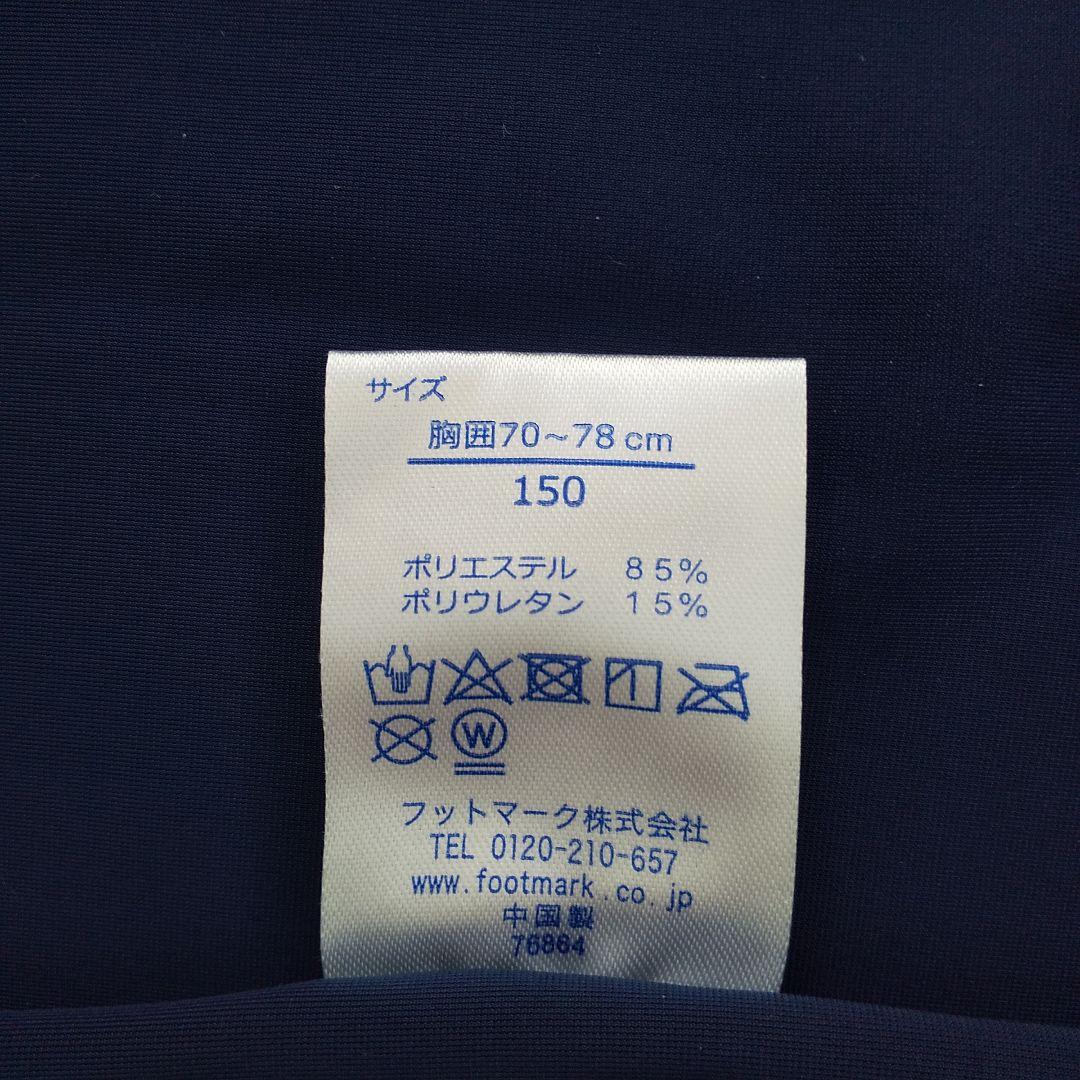 サイズ
胸囲70～78cm
150
ポリエステル 85%
ポリウレタン 15%
W
フットマーク株式会社
TEL 0120-210-657
www.footmark.co.jp
中国製
76864